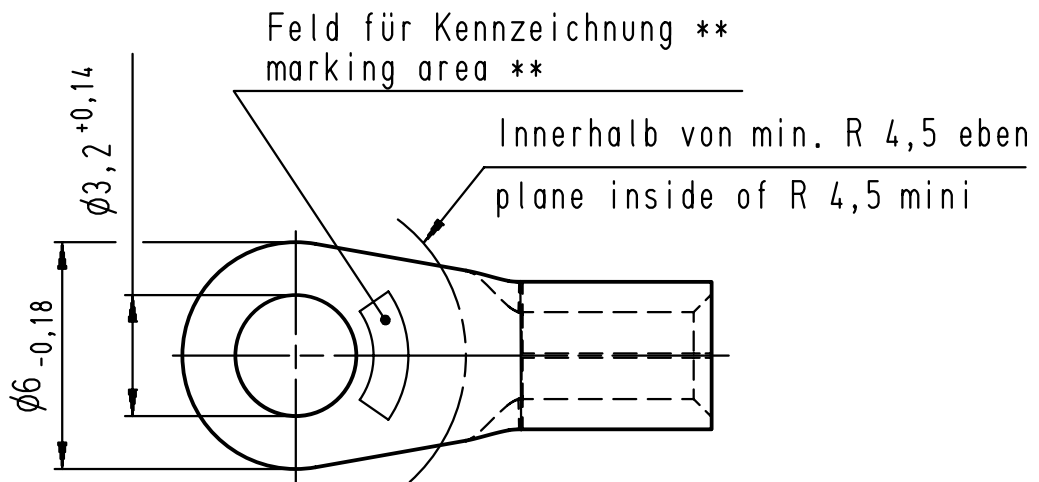 Feld für Kennzeichnung **
marking area **
Innerhalb von min. R 4,5 eben
plane inside of R 4,5 mini
ϕ3,2 +0,14
ϕ6 -0,18